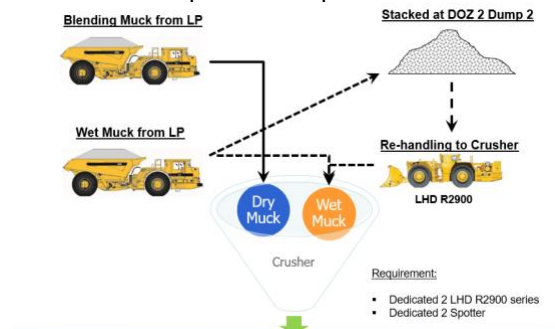 Blending Muck from LP
Stacked at DOZ 2 Dump 2
Wet Muck from LP
Re-handling to Crusher
LHD R2900
Dry
Muck
Wet
Muck
Crusher
Requirement:
▪ Dedicated 2 LHD R2900 series
▪ Dedicated 2 Spotter